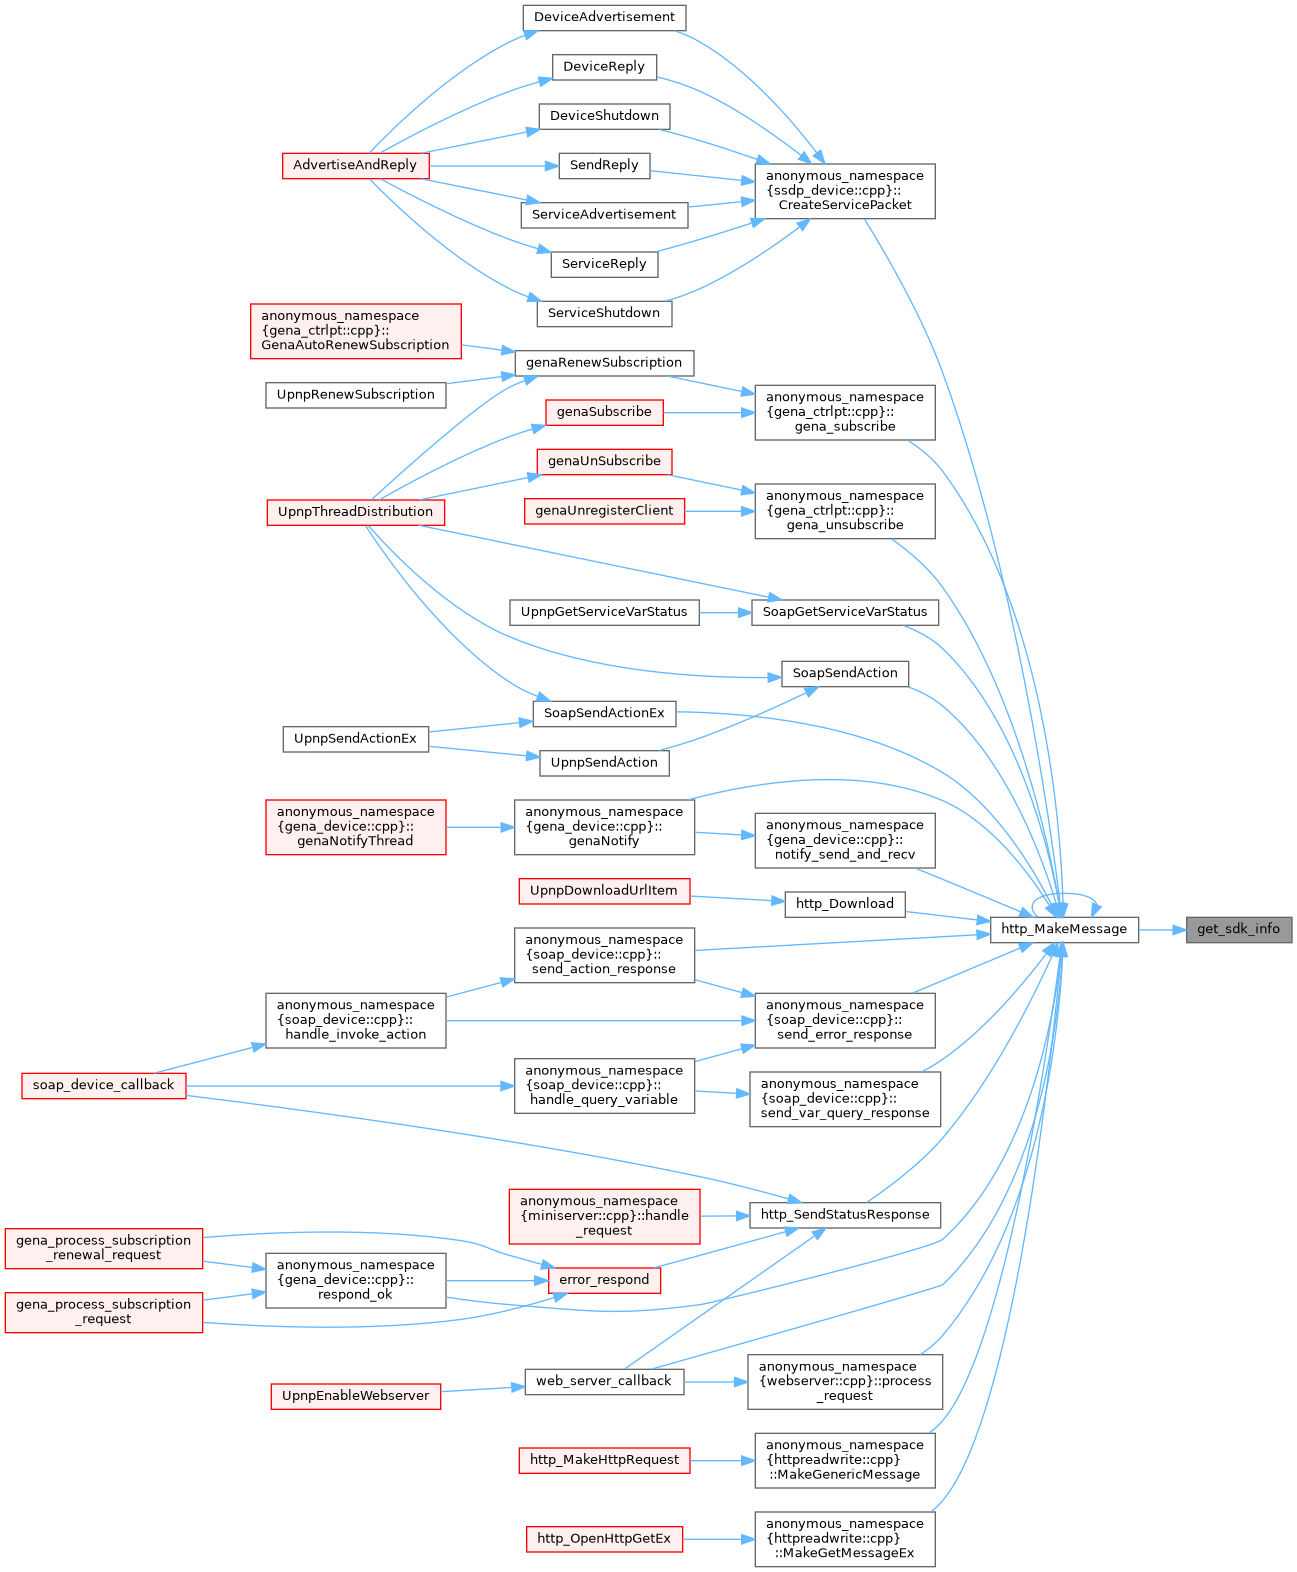 DeviceAdvertisement
DeviceReply
DeviceShutdown
AdvertiseAndReply
SendReply
anonymous_namespace
{ssdp_device::cpp}::
CreateServicePacket
ServiceAdvertisement
ServiceReply
ServiceShutdown
anonymous_namespace
{gena_ctrlpt::cpp}::
GenaAutoRenewSubscription
genaRenewSubscription
UpnpRenewSubscription
anonymous_namespace
{gena_ctrlpt::cpp}::
gena_subscribe
genaSubscribe
genaUnSubscribe
anonymous_namespace
{gena_ctrlpt::cpp}::
gena_unsubscribe
UpnpThreadDistribution
genaUnregisterClient
UpnpGetServiceVarStatus
SoapGetServiceVarStatus
SoapSendAction
SoapSendActionEx
UpnpSendActionEx
UpnpSendAction
anonymous_namespace
{gena_device::cpp}::
genaNotifyThread
anonymous_namespace
{gena_device::cpp}::
genaNotify
anonymous_namespace
{gena_device::cpp}::
notify_send_and_recv
UpnpDownloadUrlItem
http_Download
http_MakeMessage
get_sdk_info
anonymous_namespace
{soap_device::cpp}::
send_action_response
anonymous_namespace
{soap_device::cpp}::
handle_invoke_action
anonymous_namespace
{soap_device::cpp}::
send_error_response
soap_device_callback
anonymous_namespace
{soap_device::cpp}::
handle_query_variable
anonymous_namespace
{soap_device::cpp}::
send_var_query_response
anonymous_namespace
{miniserver::cpp}::handle
_request
http_SendStatusResponse
gena_process_subscription
_renewal_request
anonymous_namespace
{gena_device::cpp}::
respond_ok
error_respond
gena_process_subscription
_request
web_server_callback
anonymous_namespace
{webserver::cpp}::process
_request
UpnpEnableWebserver
http_MakeHttpRequest
anonymous_namespace
{httpreadwrite::cpp}
::MakeGenericMessage
http_OpenHttpGetEx
anonymous_namespace
{httpreadwrite::cpp}
::MakeGetMessageEx